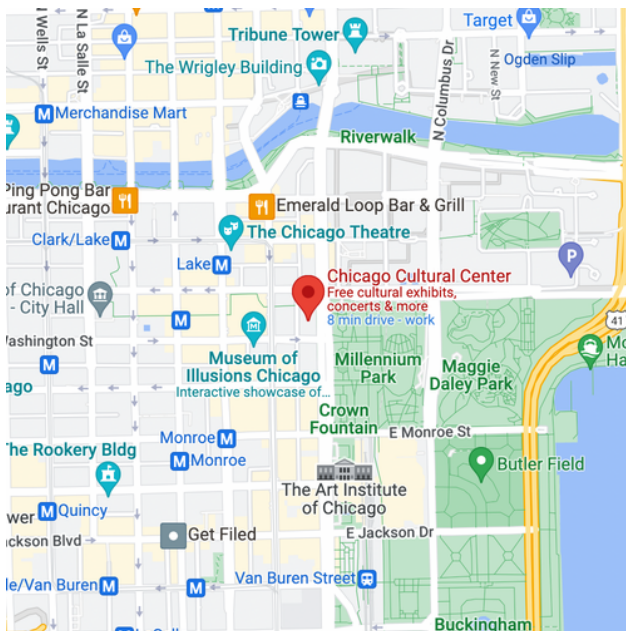 N Wells St
N La Salle St
Target
Tribune Tower
The Wrigley Building
N Columbus Dr
N New St
Ogden Slip
M
Merchandise Mart
Riverwalk
Ping Pong Bar
urant Chicago
Emerald Loop Bar & Grill
The Chicago Theatre
Clark/Lake M
Lake M
P
Chicago Cultural Center
Free cultural exhibits,
concerts & more
8 min drive - work
of Chicago
- City Hall
M
41
Washington St
M
Museum of
Illusions Chicago
Interactive showcase of...
Millennium
Park
Maggie
Daley Park
Mo
Ha
ago
Crown
Fountain
E Monroe St
Monroe M
M Monroe
The Rookery Bldg
Butler Field
The Art Institute
of Chicago
ower M Quincy
Get Filed
E Jackson Dr
ackson Blvd
le/Van Buren M
M
Van Buren Street
Buckingham